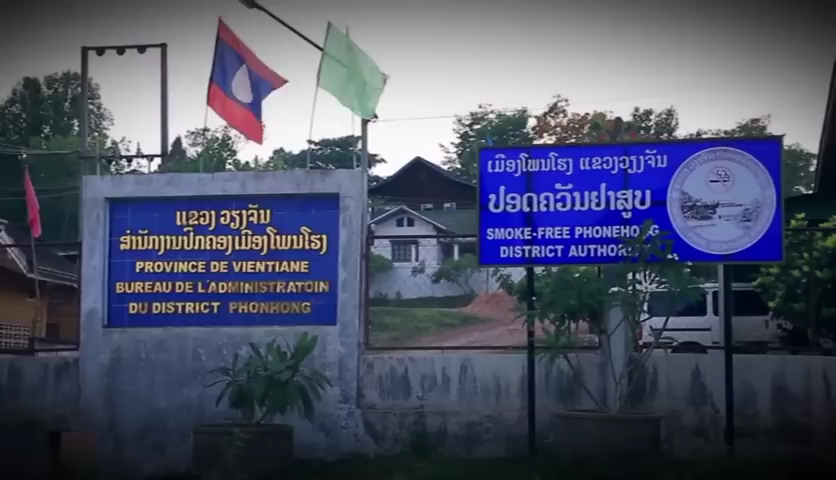 ແຂວງ ວຽງຈັນ
ສຳນັກງານປົກຄອງເມືອງໂພນໂຮງ
PROVINCE DE VIENTIANE
BUREAU DE L'ADMINISTRATOIN
DU DISTRICT PHONHONG
ເມືອງໂພນໂຮງ ແຂວງວຽງຈັນ
ປອດຄວັນຢາສູບ
SMOKE-FREE PHONEHONG
DISTRICT